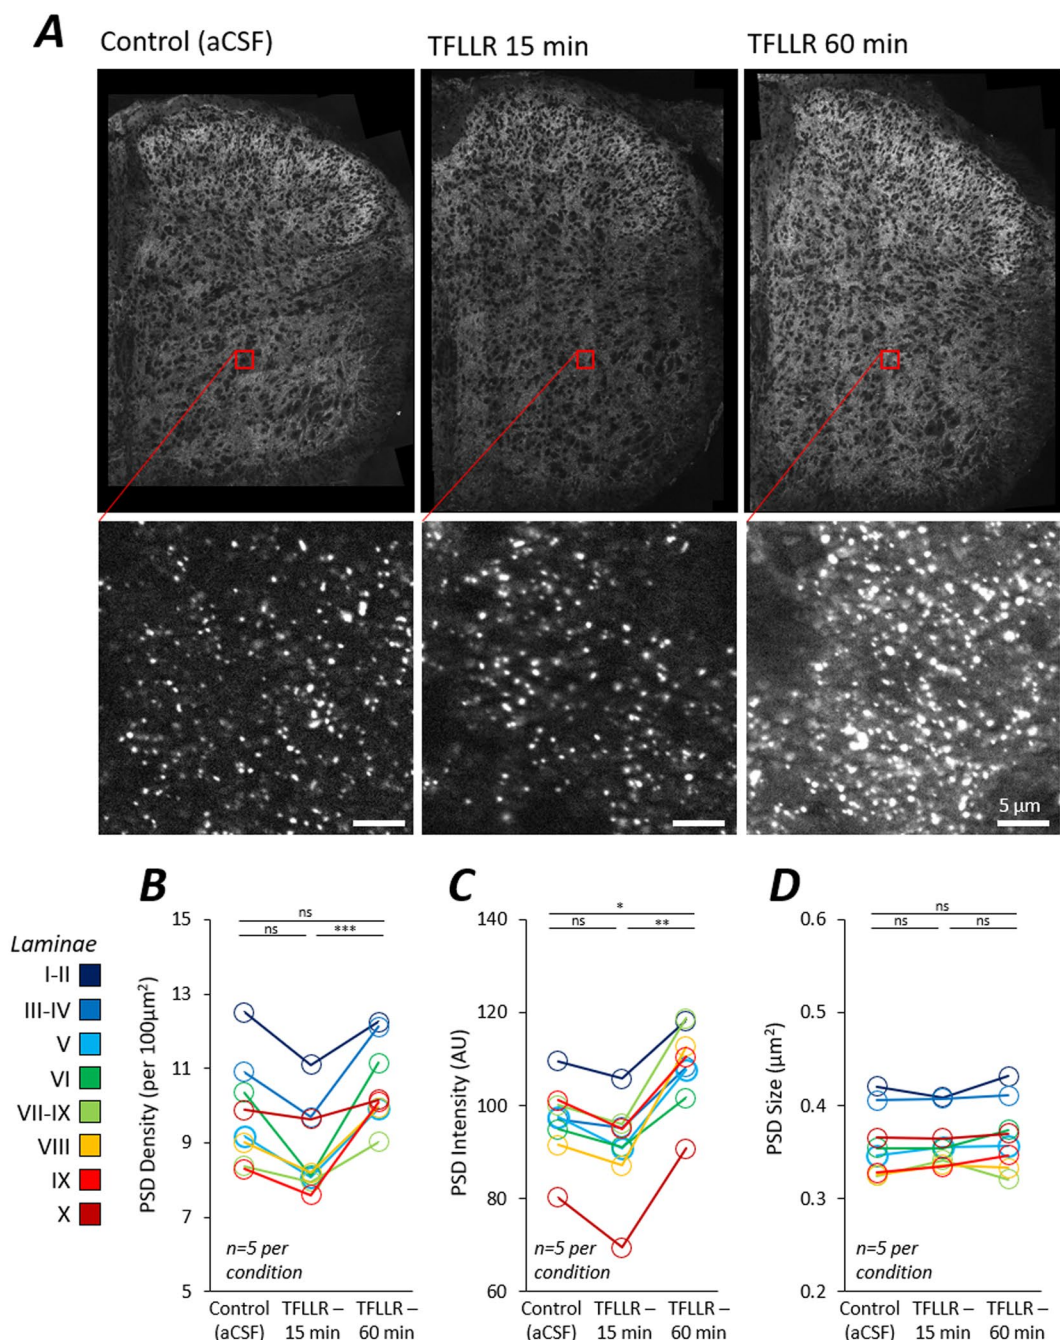 A
Control (aCSF)
TFLLR 15 min
TFLLR 60 min
5 µm
Laminae
I-II
III-IV
V
VI
VII-IX
VIII
IX
X
B
PSD Density (per 100µm²)
15
13
11
9
7
5
ns
ns
***
n=5 per
condition
Control
(aCSF)
TFLLR –
15 min
TFLLR –
60 min
C
PSD Intensity (AU)
140
120
100
80
60
*
ns
**
n=5 per
condition
Control
(aCSF)
TFLLR –
15 min
TFLLR –
60 min
D
PSD Size (µm²)
0.6
0.5
0.4
0.3
0.2
ns
ns
ns
n=5 per
condition
Control
(aCSF)
TFLLR –
15 min
TFLLR –
60 min